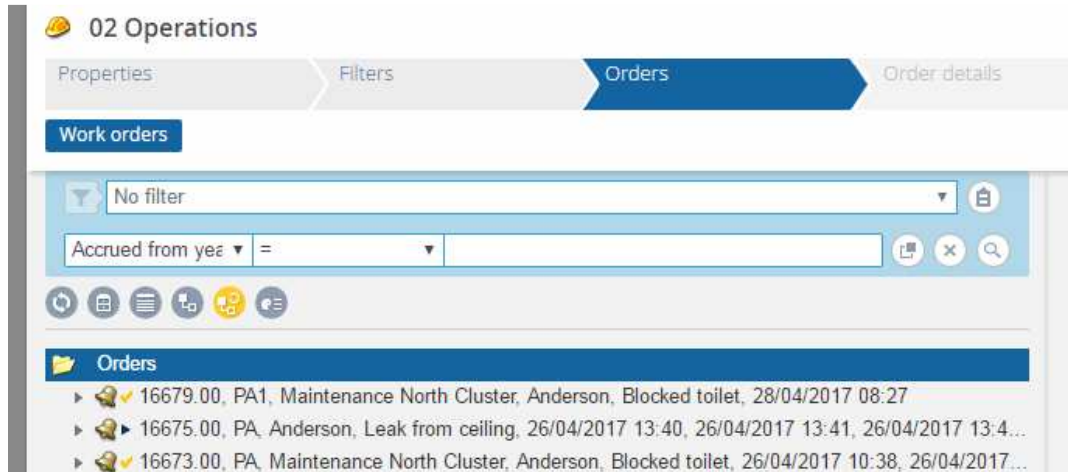 02 Operations
Properties Filters Orders Order details
Work orders
No filter
Accrued from yea =
Orders
16679.00, PA1, Maintenance North Cluster, Anderson, Blocked toilet, 28/04/2017 08:27
16675.00, PA, Anderson, Leak from ceiling, 26/04/2017 13:40, 26/04/2017 13:41, 26/04/2017 13:4...
16673.00, PA, Maintenance North Cluster, Anderson, Blocked toilet, 26/04/2017 10:38, 26/04/2017...